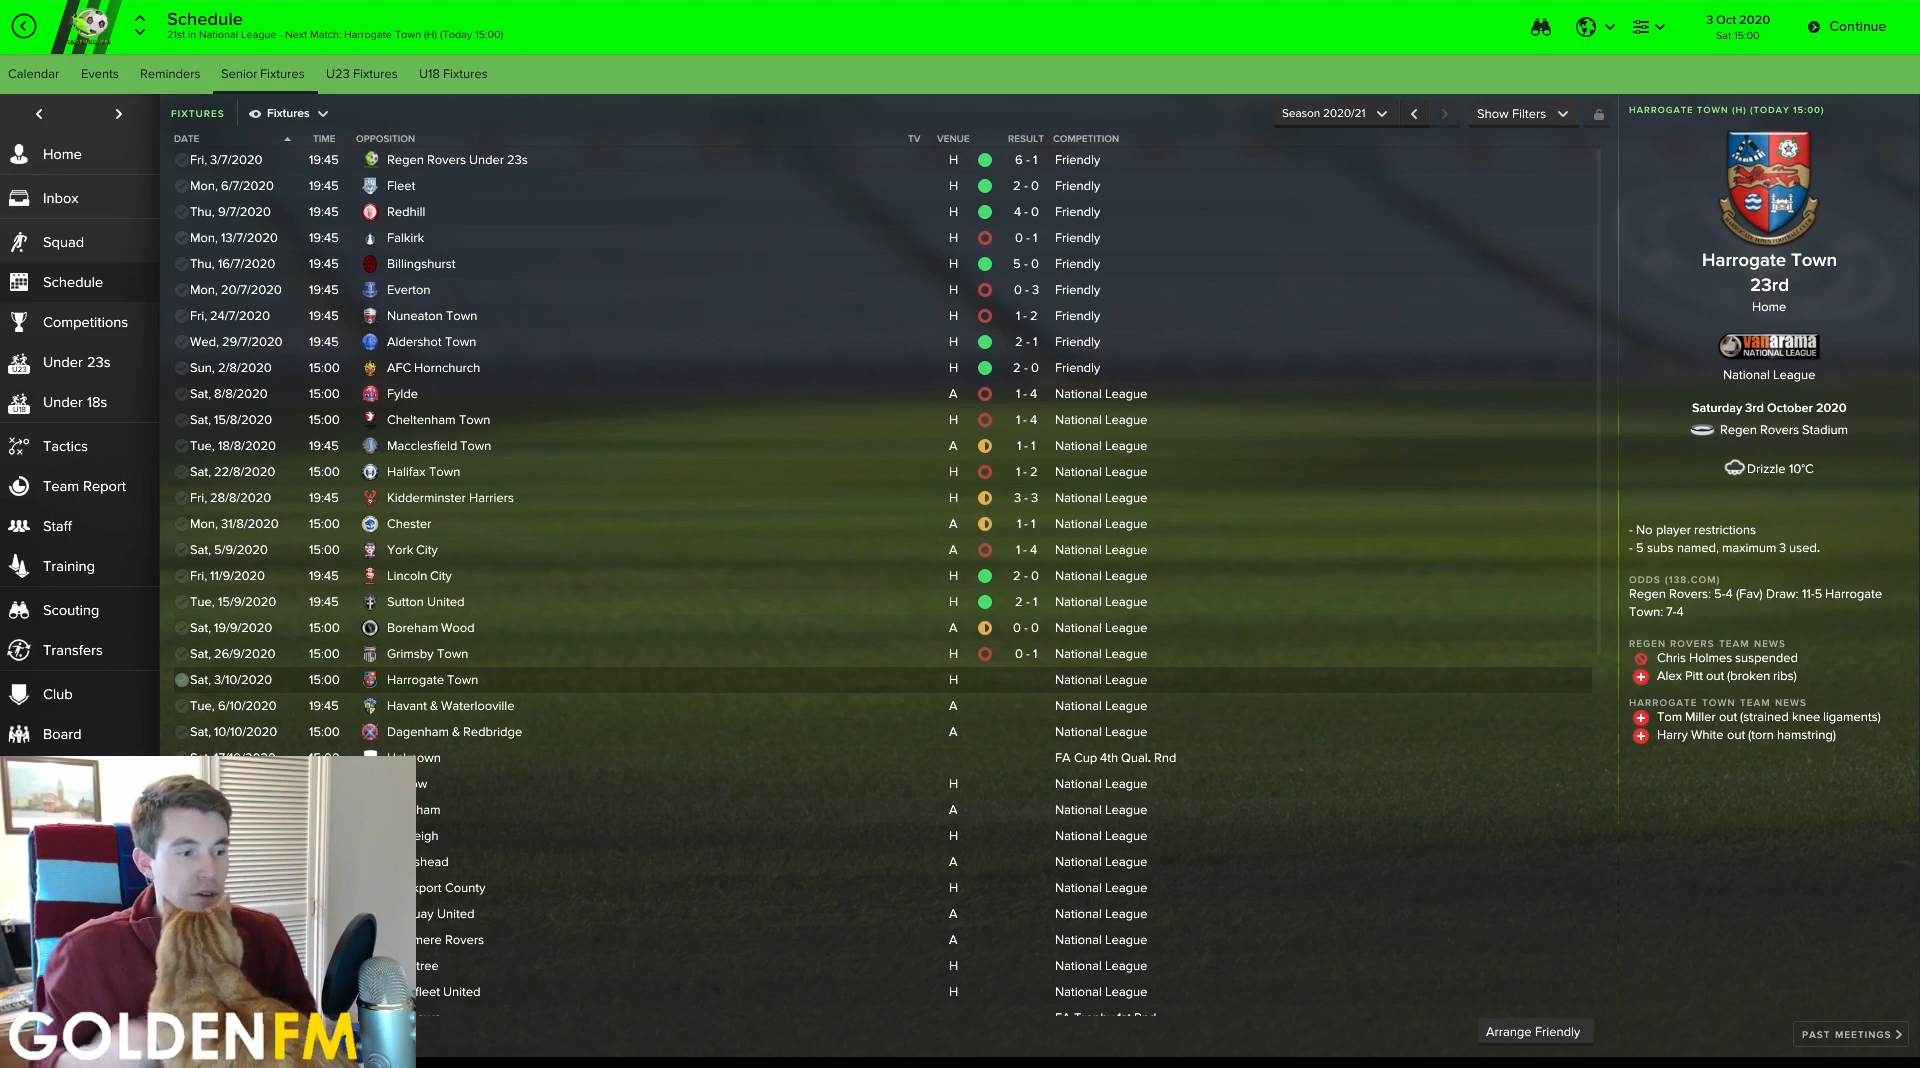 Schedule
21st in National League - Next Match: Harrogate Town (H) (Today 15:00)
3 Oct 2020
Sat 15:00
Continue
Calendar Events Reminders Senior Fixtures U23 Fixtures U18 Fixtures
Home
Inbox
Squad
Schedule
Competitions
U23
Under 23s
U18
Under 18s
Tactics
Team Report
Staff
Training
Scouting
Transfers
Club
Board
FIXTURES Fixtures Season 2020/21 Show Filters
DATE TIME OPPOSITION TV VENUE RESULT COMPETITION
Fri, 3/7/2020 19:45 Regen Rovers Under 23s H 6 - 1 Friendly
Mon, 6/7/2020 19:45 Fleet H 2 - 0 Friendly
Thu, 9/7/2020 19:45 Redhill H 4 - 0 Friendly
Mon, 13/7/2020 19:45 Falkirk H 0 - 1 Friendly
Thu, 16/7/2020 19:45 Billingshurst H 5 - 0 Friendly
Mon, 20/7/2020 19:45 Everton H 0 - 3 Friendly
Fri, 24/7/2020 19:45 Nuneaton Town H 1 - 2 Friendly
Wed, 29/7/2020 19:45 Aldershot Town H 2 - 1 Friendly
Sun, 2/8/2020 15:00 AFC Hornchurch H 2 - 0 Friendly
Sat, 8/8/2020 15:00 Fylde A 1 - 4 National League
Sat, 15/8/2020 15:00 Cheltenham Town H 1 - 4 National League
Tue, 18/8/2020 19:45 Macclesfield Town A 1 - 1 National League
Sat, 22/8/2020 15:00 Halifax Town H 1 - 2 National League
Fri, 28/8/2020 19:45 Kidderminster Harriers H 3 - 3 National League
Mon, 31/8/2020 15:00 Chester A 1 - 1 National League
Sat, 5/9/2020 15:00 York City A 1 - 4 National League
Fri, 11/9/2020 19:45 Lincoln City H 2 - 0 National League
Tue, 15/9/2020 19:45 Sutton United H 2 - 1 National League
Sat, 19/9/2020 15:00 Boreham Wood A 0 - 0 National League
Sat, 26/9/2020 15:00 Grimsby Town H 0 - 1 National League
Sat, 3/10/2020 15:00 Harrogate Town H National League
Tue, 6/10/2020 19:45 Havant & Waterlooville A National League
Sat, 10/10/2020 15:00 Dagenham & Redbridge A National League
FA Cup 4th Qual. Rnd
ow H National League
ham A National League
eigh H National League
shead A National League
kport County H National League
uay United A National League
mere Rovers A National League
tree H National League
fleet United H National League
Arrange Friendly
HARROGATE TOWN (H) (TODAY 15:00)
Harrogate Town
23rd
Home
vanarama
NATIONAL LEAGUE
National League
Saturday 3rd October 2020
Regen Rovers Stadium
Drizzle 10°C
- No player restrictions
- 5 subs named, maximum 3 used.
ODDS (138.COM)
Regen Rovers: 5-4 (Fav) Draw: 11-5 Harrogate
Town: 7-4
REGEN ROVERS TEAM NEWS
Chris Holmes suspended
Alex Pitt out (broken ribs)
HARROGATE TOWN TEAM NEWS
Tom Miller out (strained knee ligaments)
Harry White out (torn hamstring)
PAST MEETINGS
GOLDENFM